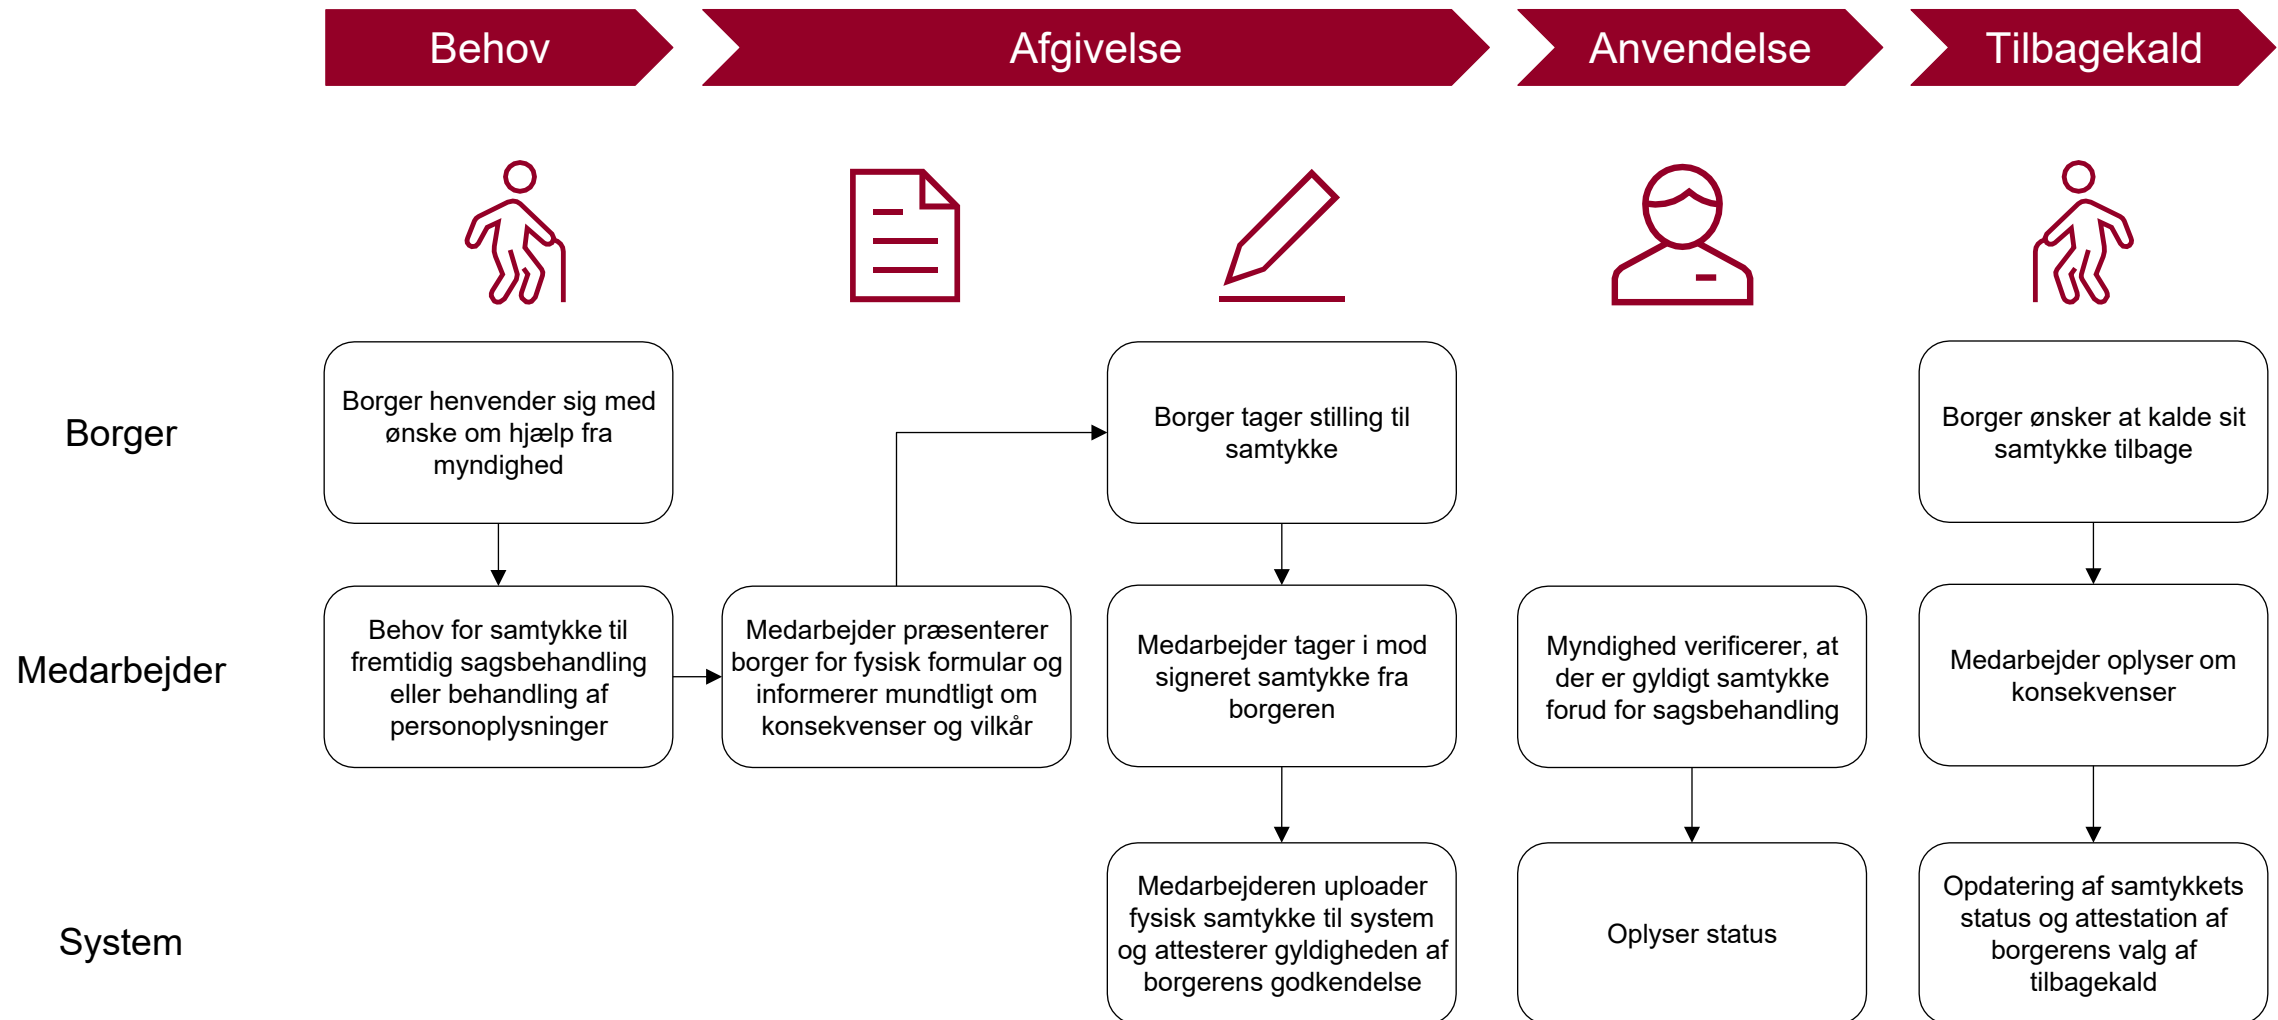 Behov
Afgivelse
Anvendelse
Tilbagekald
Borger
Borger henvender sig med
ønske om hjælp fra
myndighed
Borger tager stilling til
samtykke
Borger ønsker at kalde sit
samtykke tilbage
Medarbejder
Behov for samtykke til
fremtidig sagsbehandling
eller behandling af
personoplysninger
Medarbejder præsenterer
borger for fysisk formular og
informerer mundtligt om
konsekvenser og vilkår
Medarbejder tager i mod
signeret samtykke fra
borgeren
Myndighed verificerer, at
der er gyldigt samtykke
forud for sagsbehandling
Medarbejder oplyser om
konsekvenser
System
Medarbejderen uploader
fysisk samtykke til system
og attesterer gyldigheden af
borgerens godkendelse
Oplyser status
Opdatering af samtykkets
status og attestation af
borgerens valg af
tilbagekald